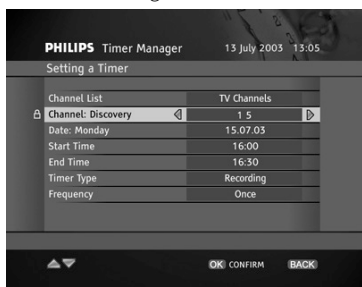 PHILIPS Timer Manager 13 July 2003 13:05
Setting a Timer
Channel List TV Channels
Channel: Discovery 1 5
Date: Monday 15.07.03
Start Time 16:00
End Time 16:30
Timer Type Recording
Frequency Once
OK CONFIRM BACK